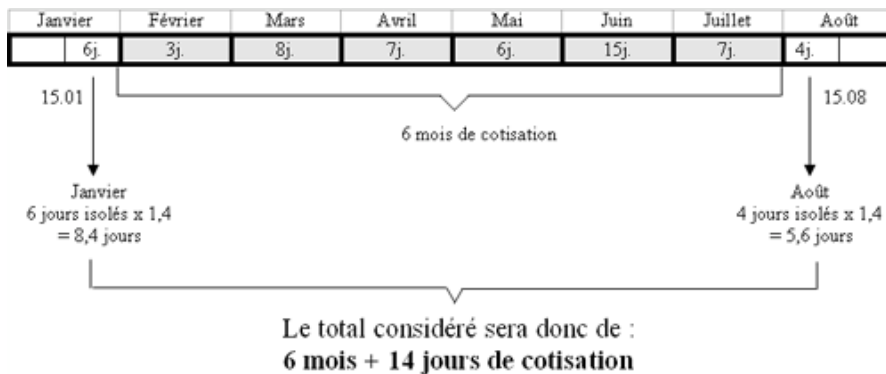 Janvier Février Mars Avril Mai Juin Juillet Août
6j. 3j. 8j. 7j. 6j. 15j. 7j. 4j.
15.01 15.08
6 mois de cotisation
Janvier Août
6 jours isolés x 1,4 4 jours isolés x 1,4
= 8,4 jours = 5,6 jours
Le total considéré sera donc de :
6 mois + 14 jours de cotisation